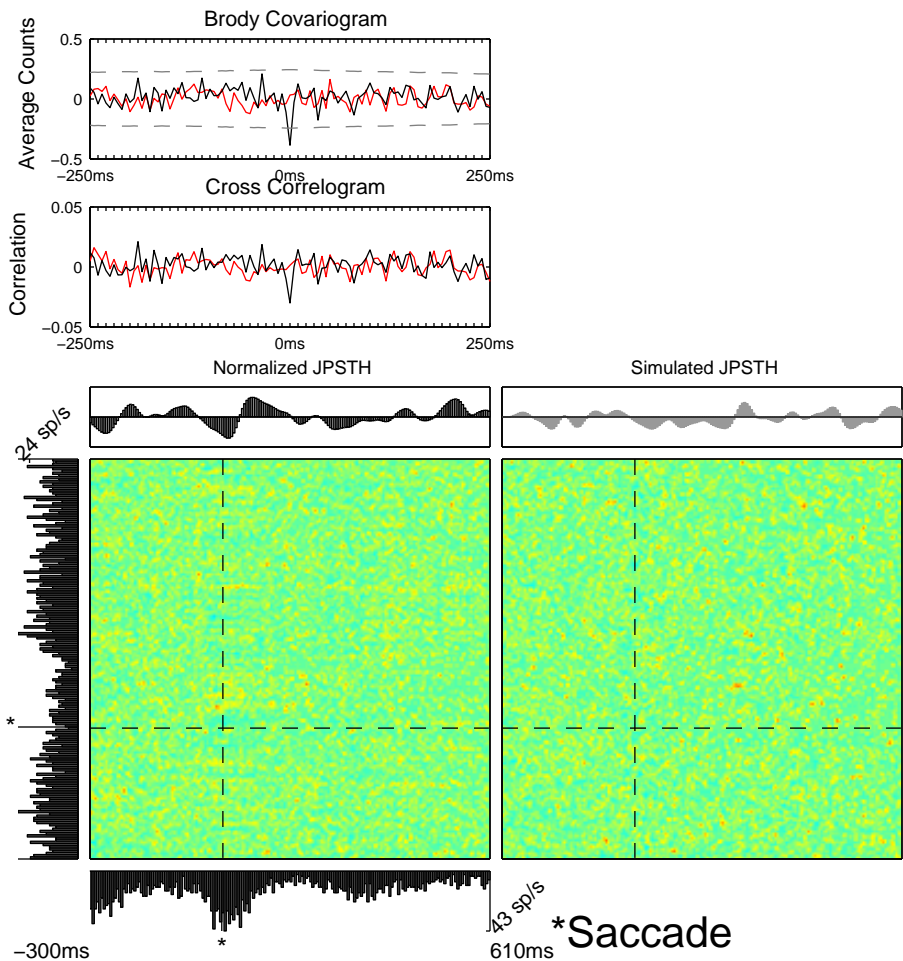 Brody Covariogram
Average Counts
0.5
0
−0.5
−250ms
0ms
250ms
Cross Correlogram
Correlation
0.05
0
−0.05
−250ms
0ms
250ms
Normalized JPSTH
Simulated JPSTH
24 sp/s
*
*
43 sp/s
*Saccade
−300ms
610ms